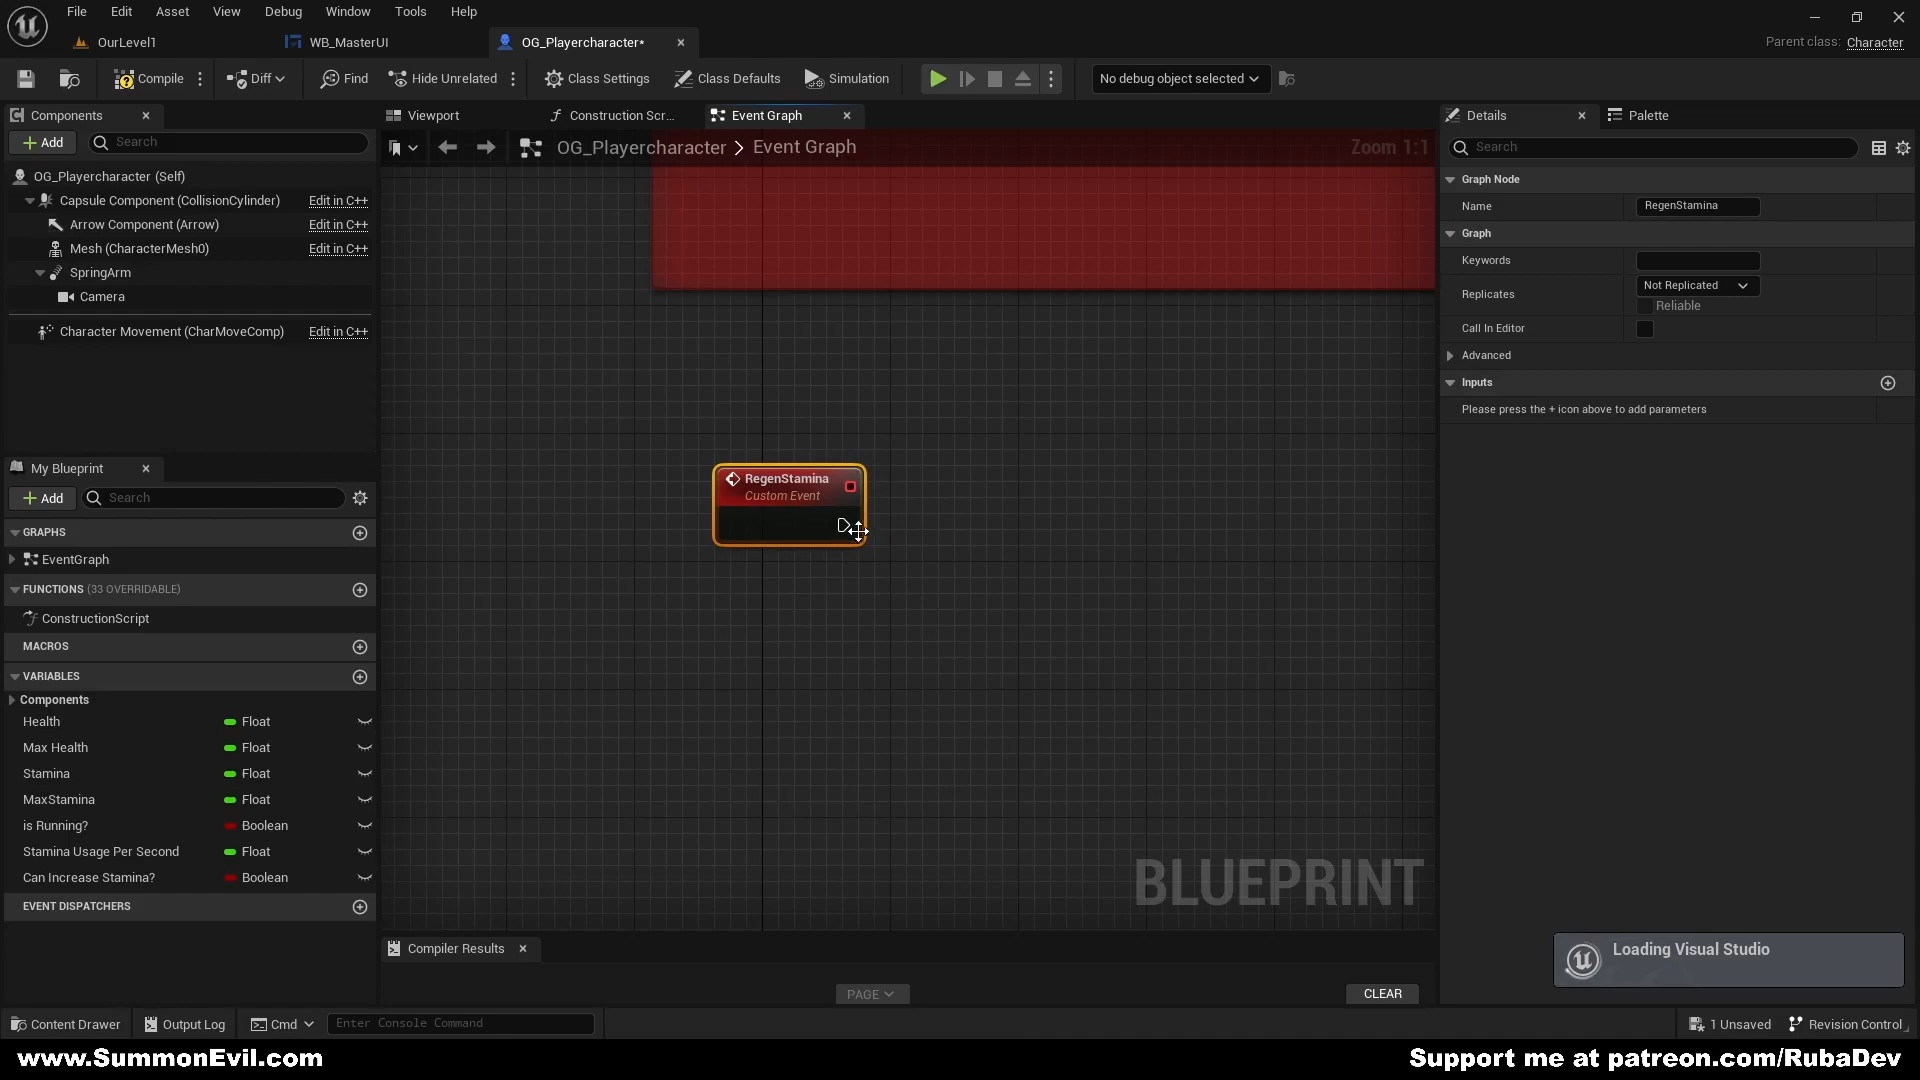 File Edit Asset View Debug Window Tools Help
OurLevel1 WB_MasterUI OG_Playercharacter* Parent class: Character
Compile Diff Find Hide Unrelated Class Settings Class Defaults Simulation No debug object selected
Components Viewport Construction Scr... Event Graph Details Palette
Add Search
OG_Playercharacter > Event Graph Zoom 1:1
Search
OG_Playercharacter (Self)
Capsule Component (CollisionCylinder) Edit in C++
Arrow Component (Arrow) Edit in C++
Mesh (CharacterMesh0) Edit in C++
SpringArm
Camera
Character Movement (CharMoveComp) Edit in C++
Graph Node
Name RegenStamina
Graph
Keywords
Replicates Not Replicated
Reliable
Call In Editor
Advanced
Inputs
Please press the + icon above to add parameters
My Blueprint
Add Search
GRAPHS
EventGraph
FUNCTIONS (33 OVERRIDABLE)
ConstructionScript
MACROS
VARIABLES
Components
Health Float
Max Health Float
Stamina Float
MaxStamina Float
is Running? Boolean
Stamina Usage Per Second Float
Can Increase Stamina? Boolean
EVENT DISPATCHERS
RegenStamina
Custom Event
BLUEPRINT
Compiler Results
PAGE CLEAR
Loading Visual Studio
Content Drawer Output Log Cmd Enter Console Command 1 Unsaved Revision Control
www.SummonEvil.com Support me at patreon.com/RubaDev